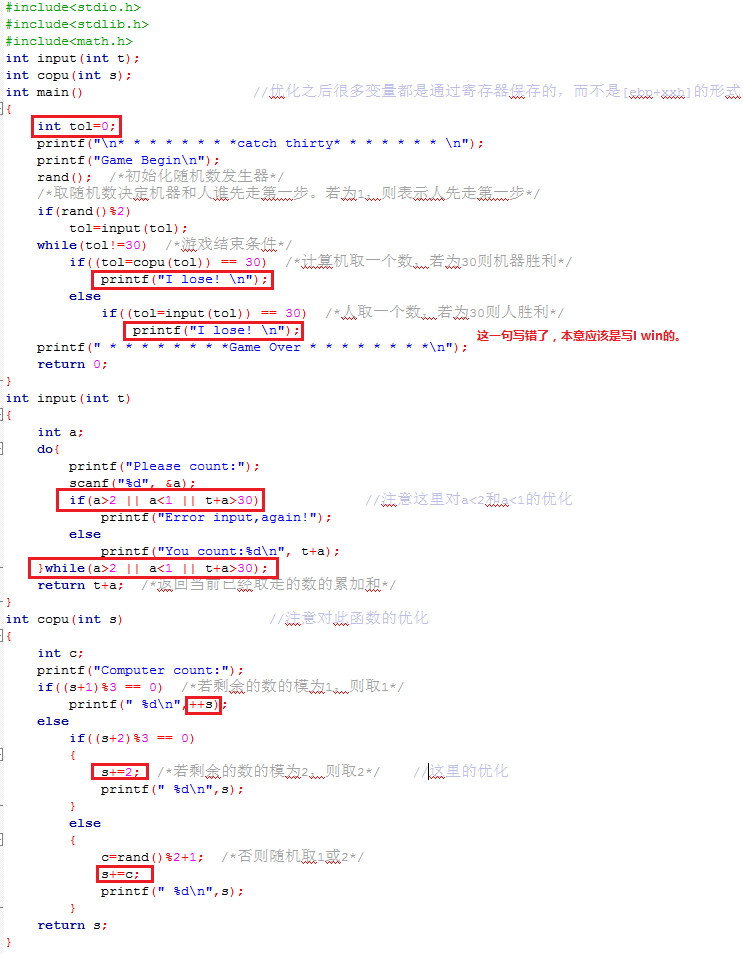 #include<stdio.h>
#include<stdlib.h>
#include<math.h>
int input(int t);
int copu(int s);
int main() //优化之后很多变量都是通过寄存器保存的，而不是[ebp+xxh]的形式
{
int tol=0;
printf("\n* * * * * * * *catch thirty* * * * * * * \n");
printf("Game Begin\n");
rand(); /*初始化随机数发生器*/
/*取随机数决定机器和人谁先走第一步。若为1，则表示人先走第一步*/
if(rand()%2)
tol=input(tol);
while(tol!=30) /*游戏结束条件*/
if((tol=copu(tol)) == 30) /*计算机取一个数，若为30则机器胜利*/
printf("I lose! \n");
else
if((tol=input(tol)) == 30) /*人取一个数，若为30则人胜利*/
printf("I lose! \n"); 这一句写错了，本章应该是写I win的。
printf(" * * * * * * * *Game Over * * * * * * * *\n");
return 0;
}
int input(int t)
{
int a;
do{
printf("Please count:");
scanf("%d", &a);
if(a>2 || a<1 || t+a>30) //注意这里对a<2和a<1的优化
printf("Error input,again!");
else
printf("You count:%d\n", t+a);
}while(a>2 || a<1 || t+a>30);
return t+a; /*返回当前已经取走的数的累加和*/
}
int copu(int s) //注意对此函数的优化
{
int c;
printf("Computer count:");
if((s+1)%3 == 0) /*若剩余的数的模为1，则取1*/
printf(" %d\n",++s);
else
if((s+2)%3 == 0)
{
s+=2; /*若剩余的数的模为2，则取2*/ //这里的优化
printf(" %d\n",s);
}
else
{
c=rand()%2+1; /*否则随机取1或2*/
s+=c;
printf(" %d\n",s);
}
return s;
}